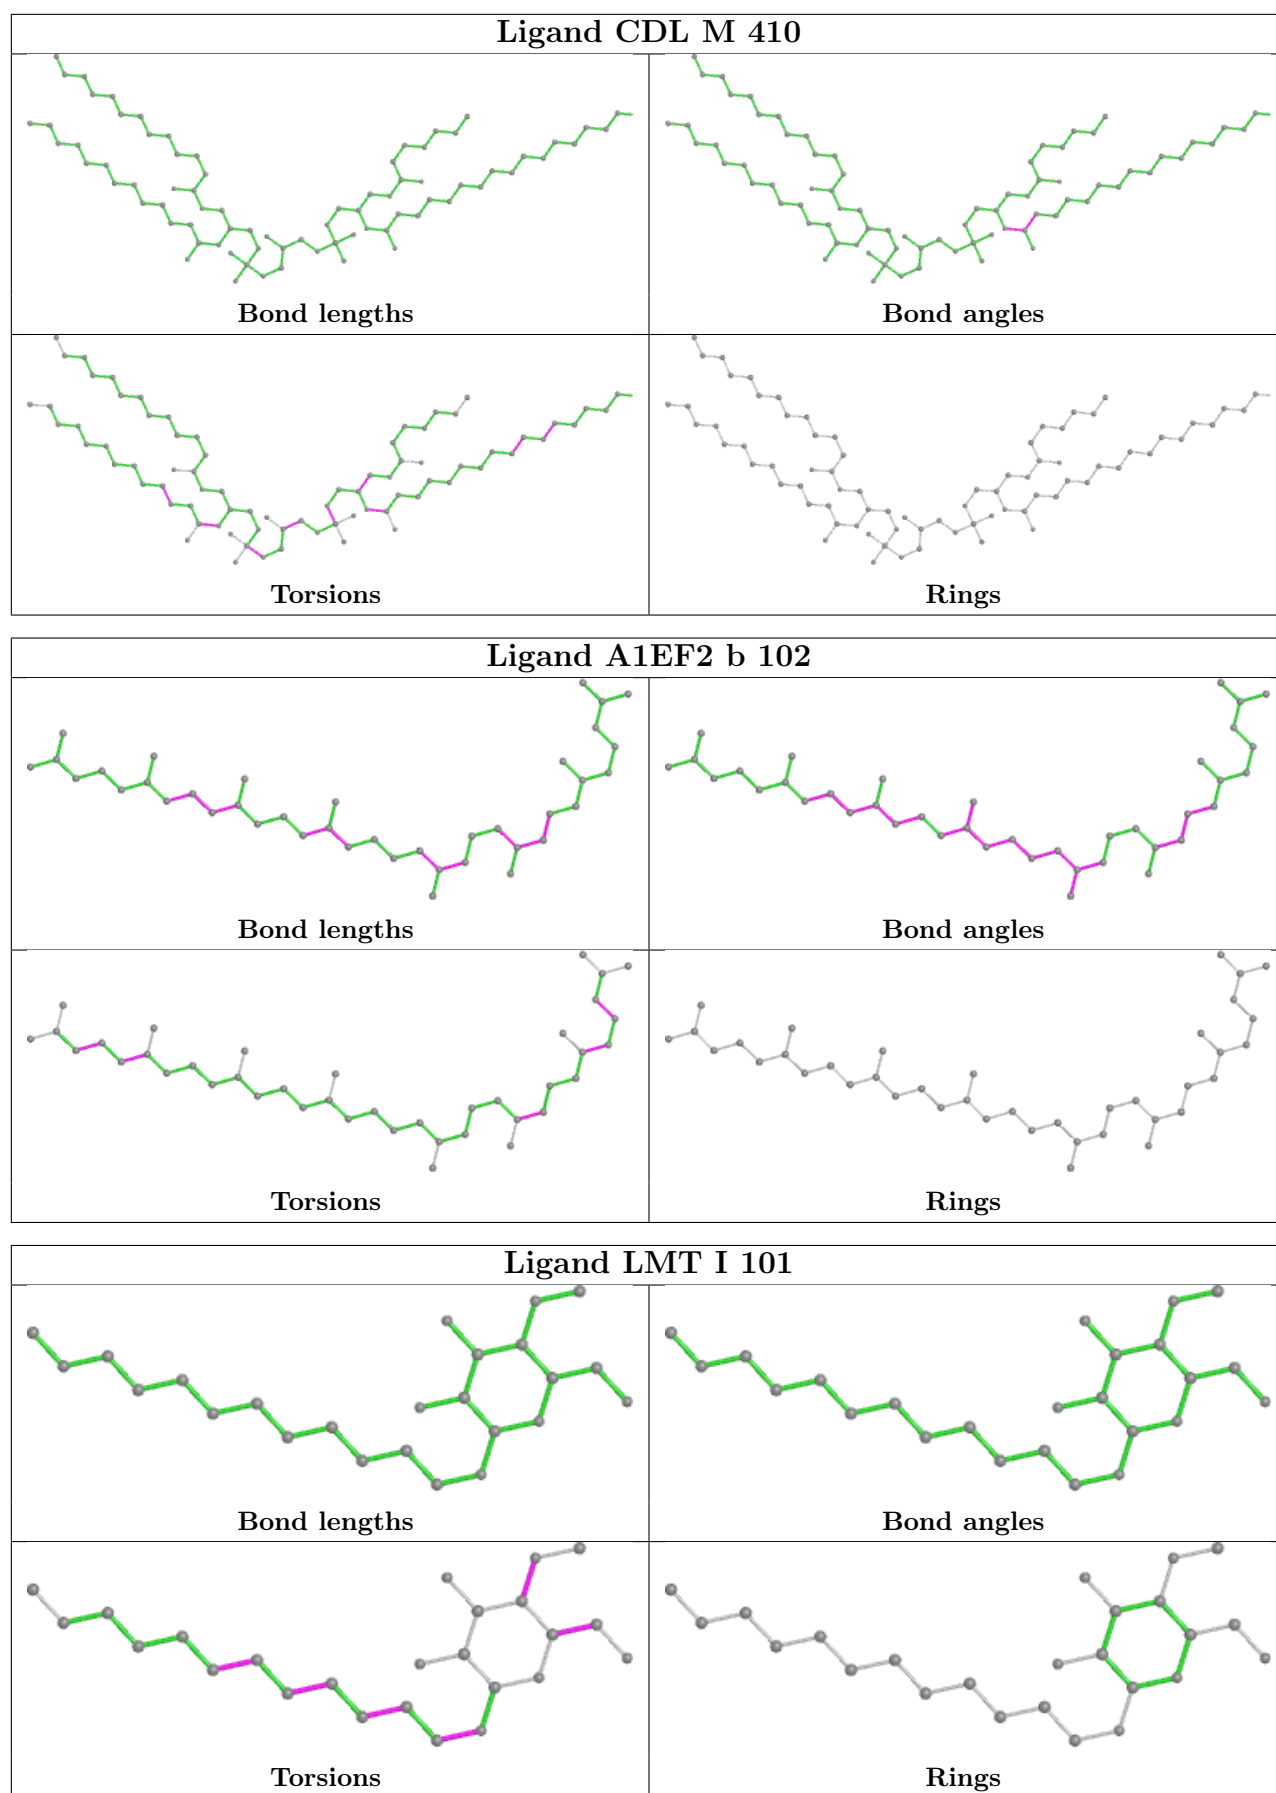 Ligand CDL M 410
Bond lengths
Bond angles
Torsions
Rings
Ligand A1EF2 b 102
Bond lengths
Bond angles
Torsions
Rings
Ligand LMT I 101
Bond lengths
Bond angles
Torsions
Rings